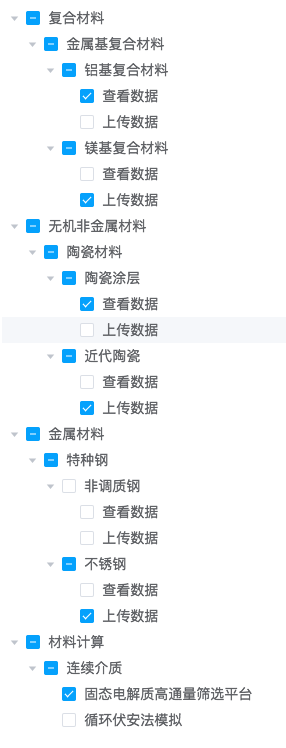 复合材料
金属基复合材料
铝基复合材料
查看数据
上传数据
镁基复合材料
查看数据
上传数据
无机非金属材料
陶瓷材料
陶瓷涂层
查看数据
上传数据
近代陶瓷
查看数据
上传数据
金属材料
特种钢
非调质钢
查看数据
上传数据
不锈钢
查看数据
上传数据
材料计算
连续介质
固态电解质高通量筛选平台
循环伏安法模拟